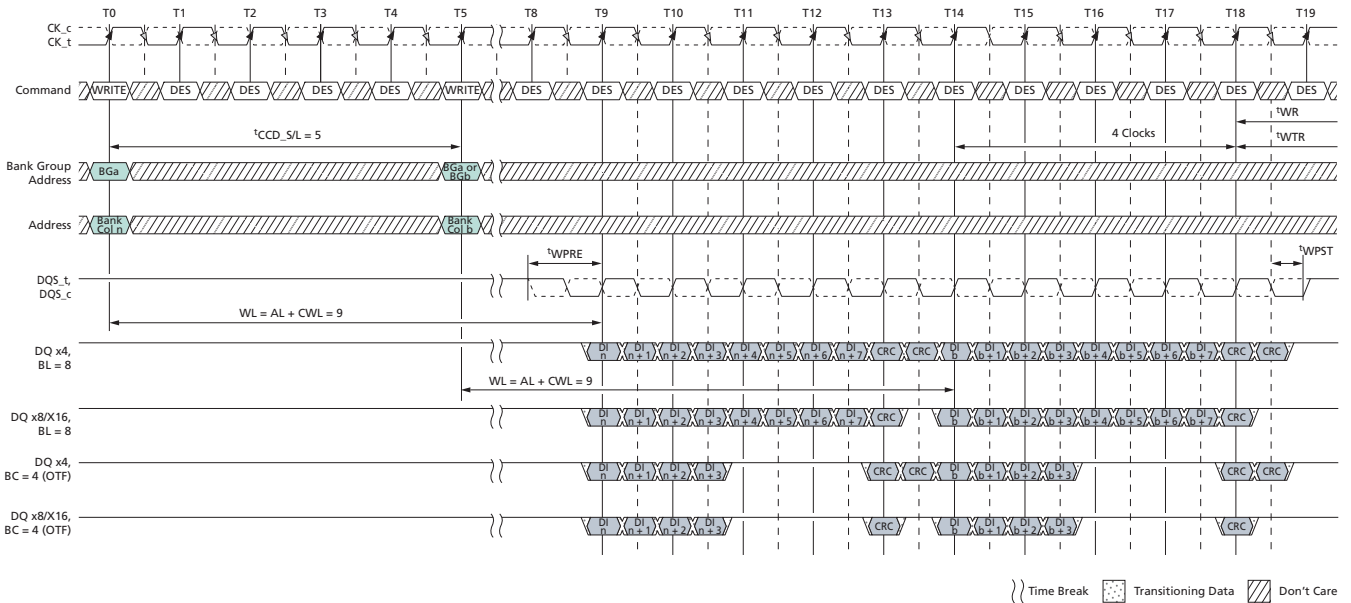 T0 T1 T2 T3 T4 T5 T8 T9 T10 T11 T12 T13 T14 T15 T16 T17 T18 T19
CK_c
CK_t
Command WRITE DES DES DES DES WRITE DES DES DES DES DES DES DES DES DES DES DES DES
tWR
tCCD_S/L = 5 4 Clocks tWTR
Bank Group
Address
BGa BGa or
BGb
Address Bank
Col n
Bank
Col b
tWPRE tWPST
DQS_t,
DQS_c
WL = AL + CWL = 9
DQ x4,
BL = 8
DI
n
DI
n + 1
DI
n + 2
DI
n + 3
DI
n + 4
DI
n + 5
DI
n + 6
DI
n + 7
CRC CRC
DI
b
DI
b + 1
DI
b + 2
DI
b + 3
DI
b + 4
DI
b + 5
DI
b + 6
DI
b + 7
CRC CRC
WL = AL + CWL = 9
DQ x8/X16,
BL = 8
DI
n
DI
n + 1
DI
n + 2
DI
n + 3
DI
n + 4
DI
n + 5
DI
n + 6
DI
n + 7
CRC
DI
b
DI
b + 1
DI
b + 2
DI
b + 3
DI
b + 4
DI
b + 5
DI
b + 6
DI
b + 7
CRC
DQ x4,
BC = 4 (OTF)
DI
n
DI
n + 1
DI
n + 2
DI
n + 3
CRC CRC
DI
b
DI
b + 1
DI
b + 2
DI
b + 3
CRC CRC
DQ x8/X16,
BC = 4 (OTF)
DI
n
DI
n + 1
DI
n + 2
DI
n + 3
CRC
DI
b
DI
b + 1
DI
b + 2
DI
b + 3
CRC
Time Break Transitioning Data Don't Care